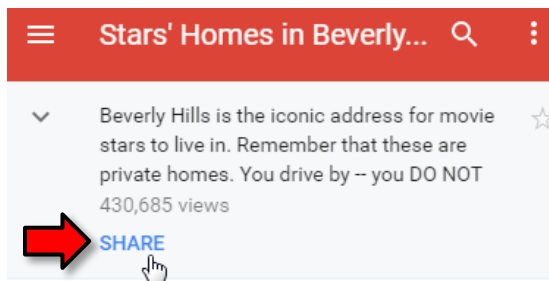 Stars' Homes in Beverly...
Beverly Hills is the iconic address for movie
stars to live in. Remember that these are
private homes. You drive by -- you DO NOT
430,685 views
SHARE